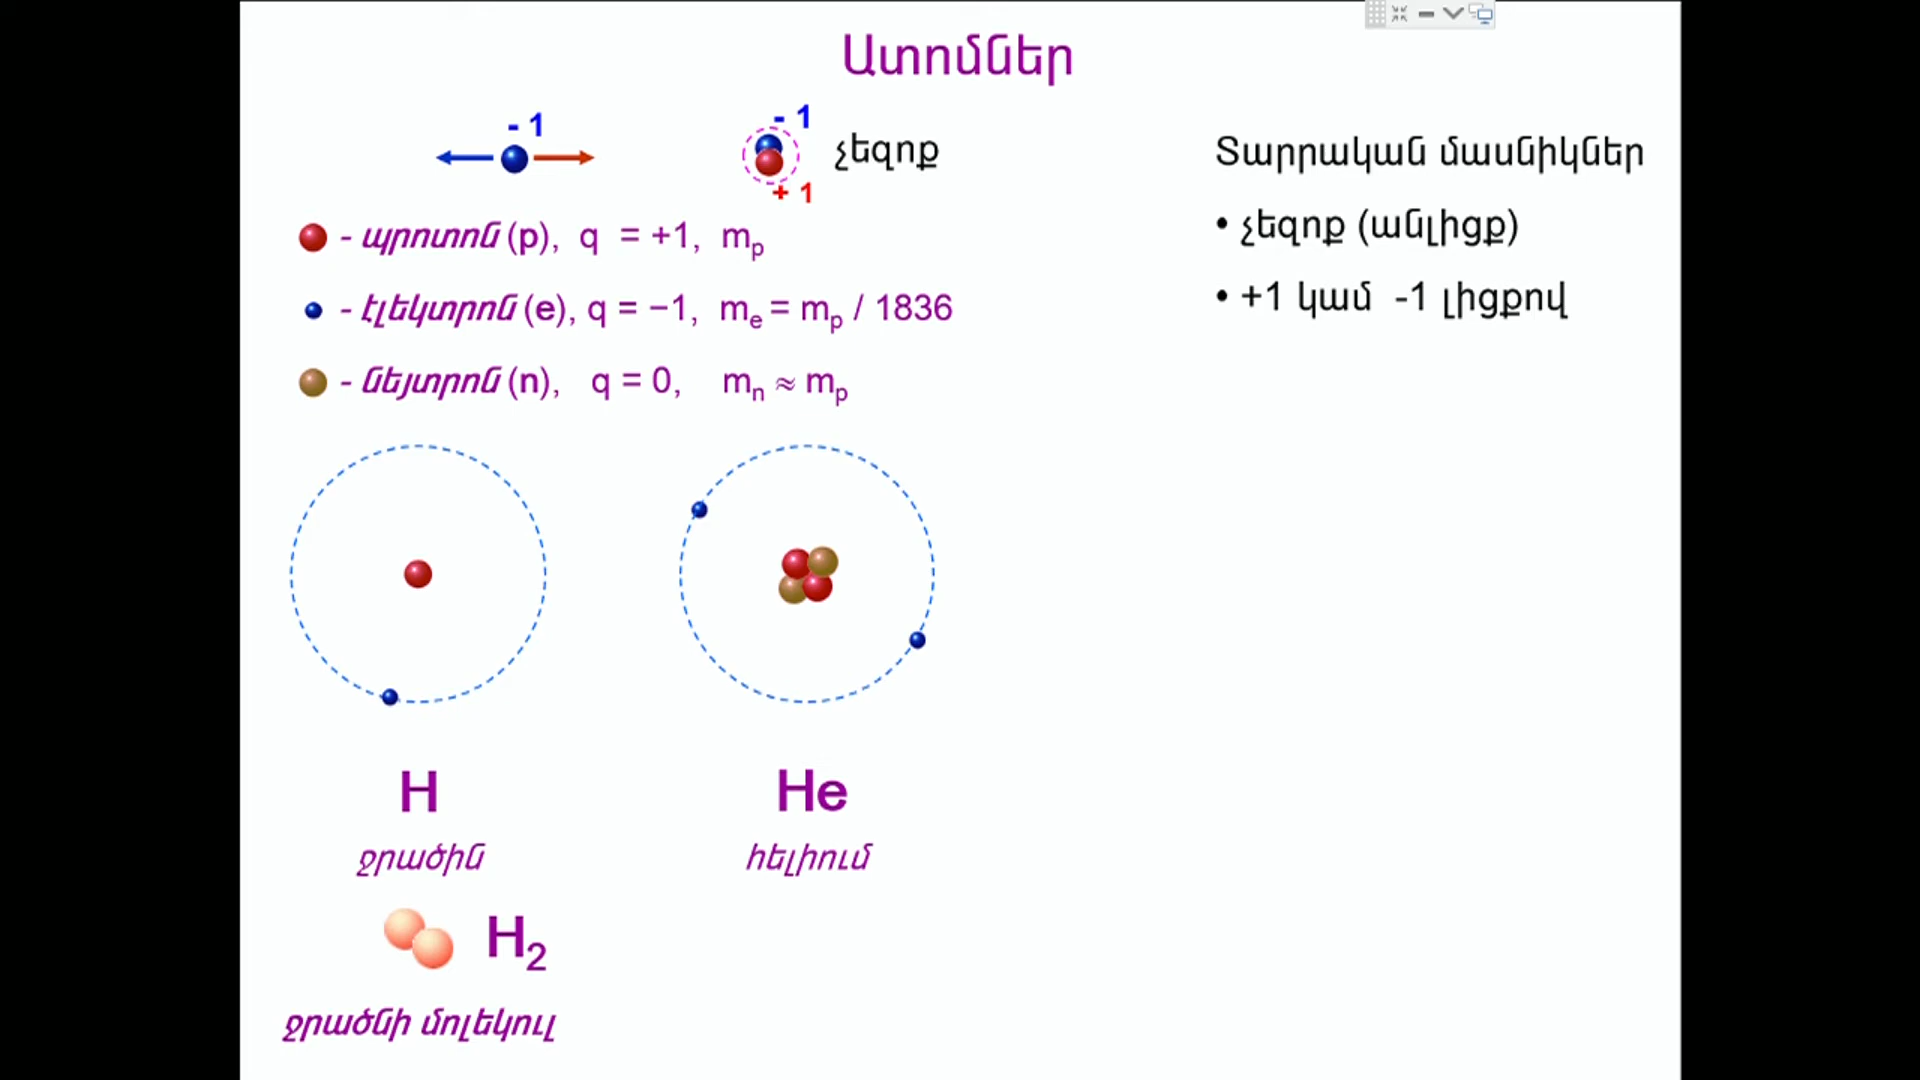 Ատոմներ
- 1
- 1
չեզոք
+ 1
- պրոտոն (p), q = +1, mp
- էլեկտրոն (e), q = −1, me = mp / 1836
- նեյտրոն (n), q = 0, mn ≈ mp
Տարրական մասնիկներ
• չեզոք (անլիցք)
• +1 կամ -1 լիցքով
H
He
ջրածին
հելիում
H2
ջրածնի մոլեկուլ